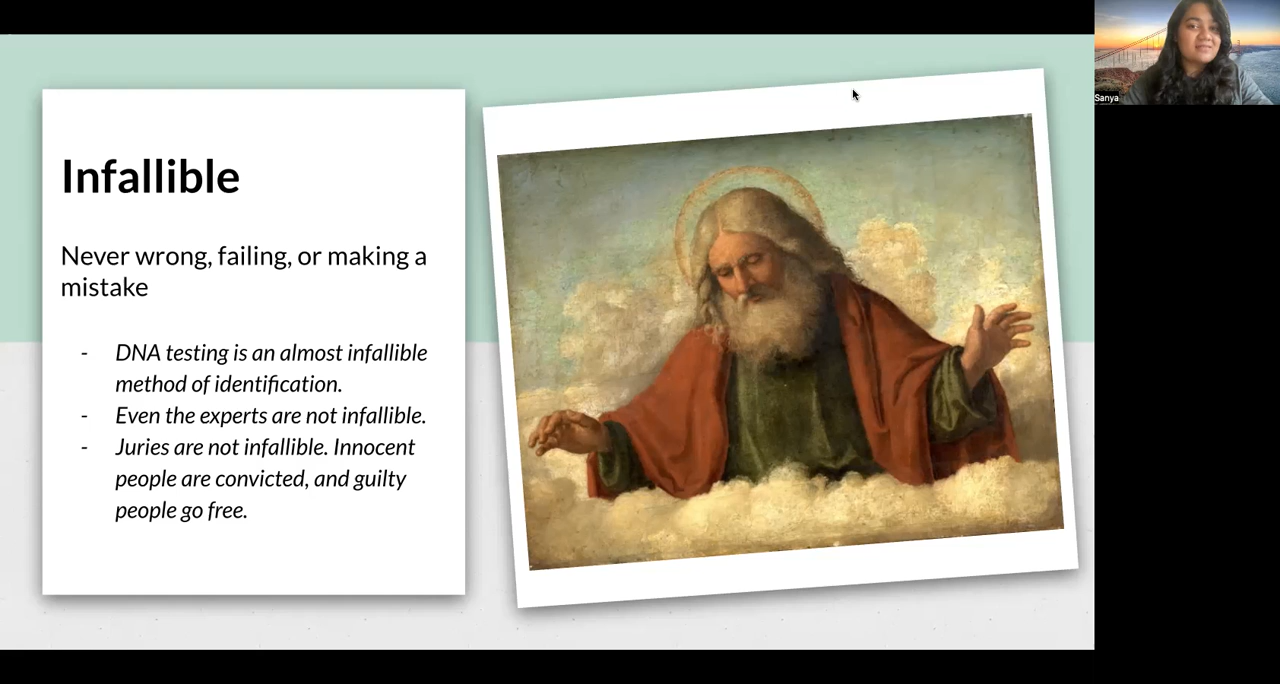 Infallible
Never wrong, failing, or making a
mistake
- DNA testing is an almost infallible
method of identification.
- Even the experts are not infallible.
- Juries are not infallible. Innocent
people are convicted, and guilty
people go free.
Sanya